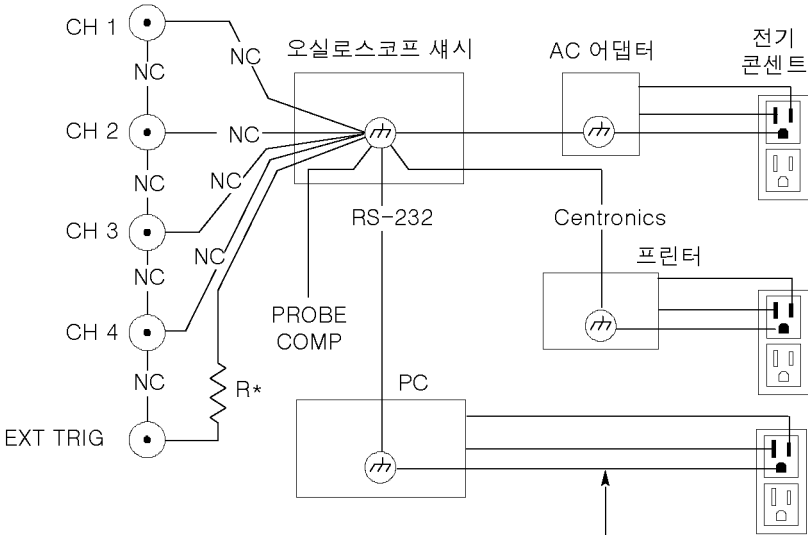 CH 1
NC
오실로스코프 섀시
AC 어댑터
전기
콘센트
NC
CH 2
NC
NC
NC
RS-232
Centronics
CH 3
NC
프린터
NC
PROBE
COMP
CH 4
NC
R*
PC
EXT TRIG